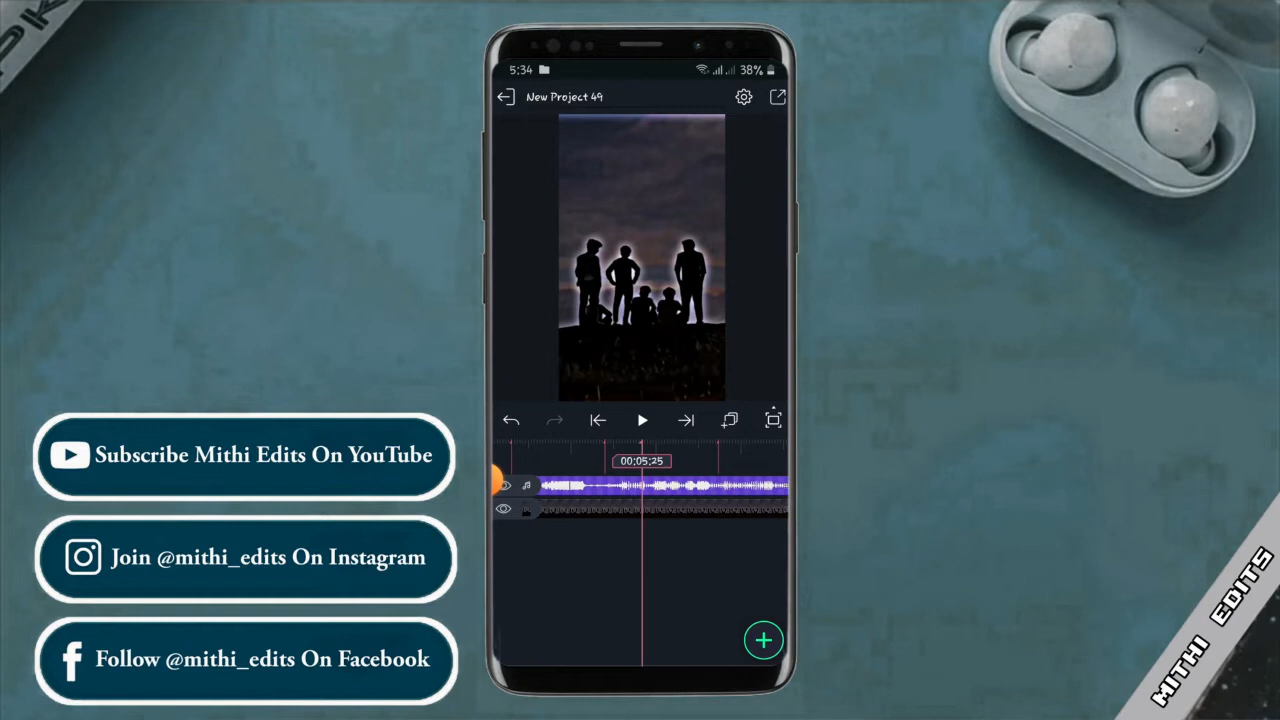 5:34
38%
New Project 49
00:05:25
Subscribe Mithi Edits On YouTube
Join @mithi_edits On Instagram
Follow @mithi_edits On Facebook
MITHI EDITS